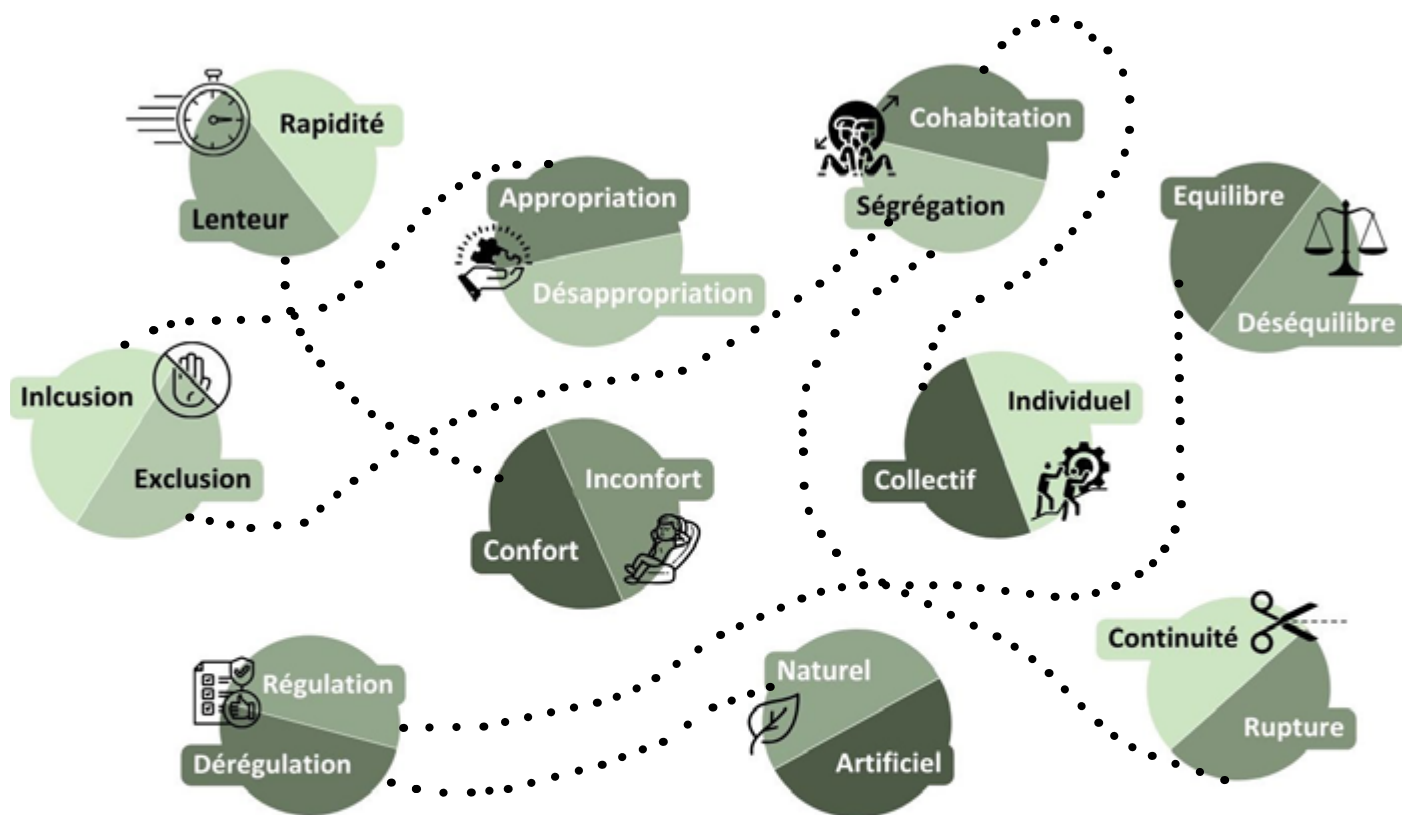 Rapidité
Lenteur
Appropriation
Désappropriation
Cohabitation
Ségrégation
Equilibre
Déséquilibre
Inlcusion
Exclusion
Inconfort
Confort
Individuel
Collectif
Régulation
Dérégulation
Naturel
Artificiel
Continuité
Rupture